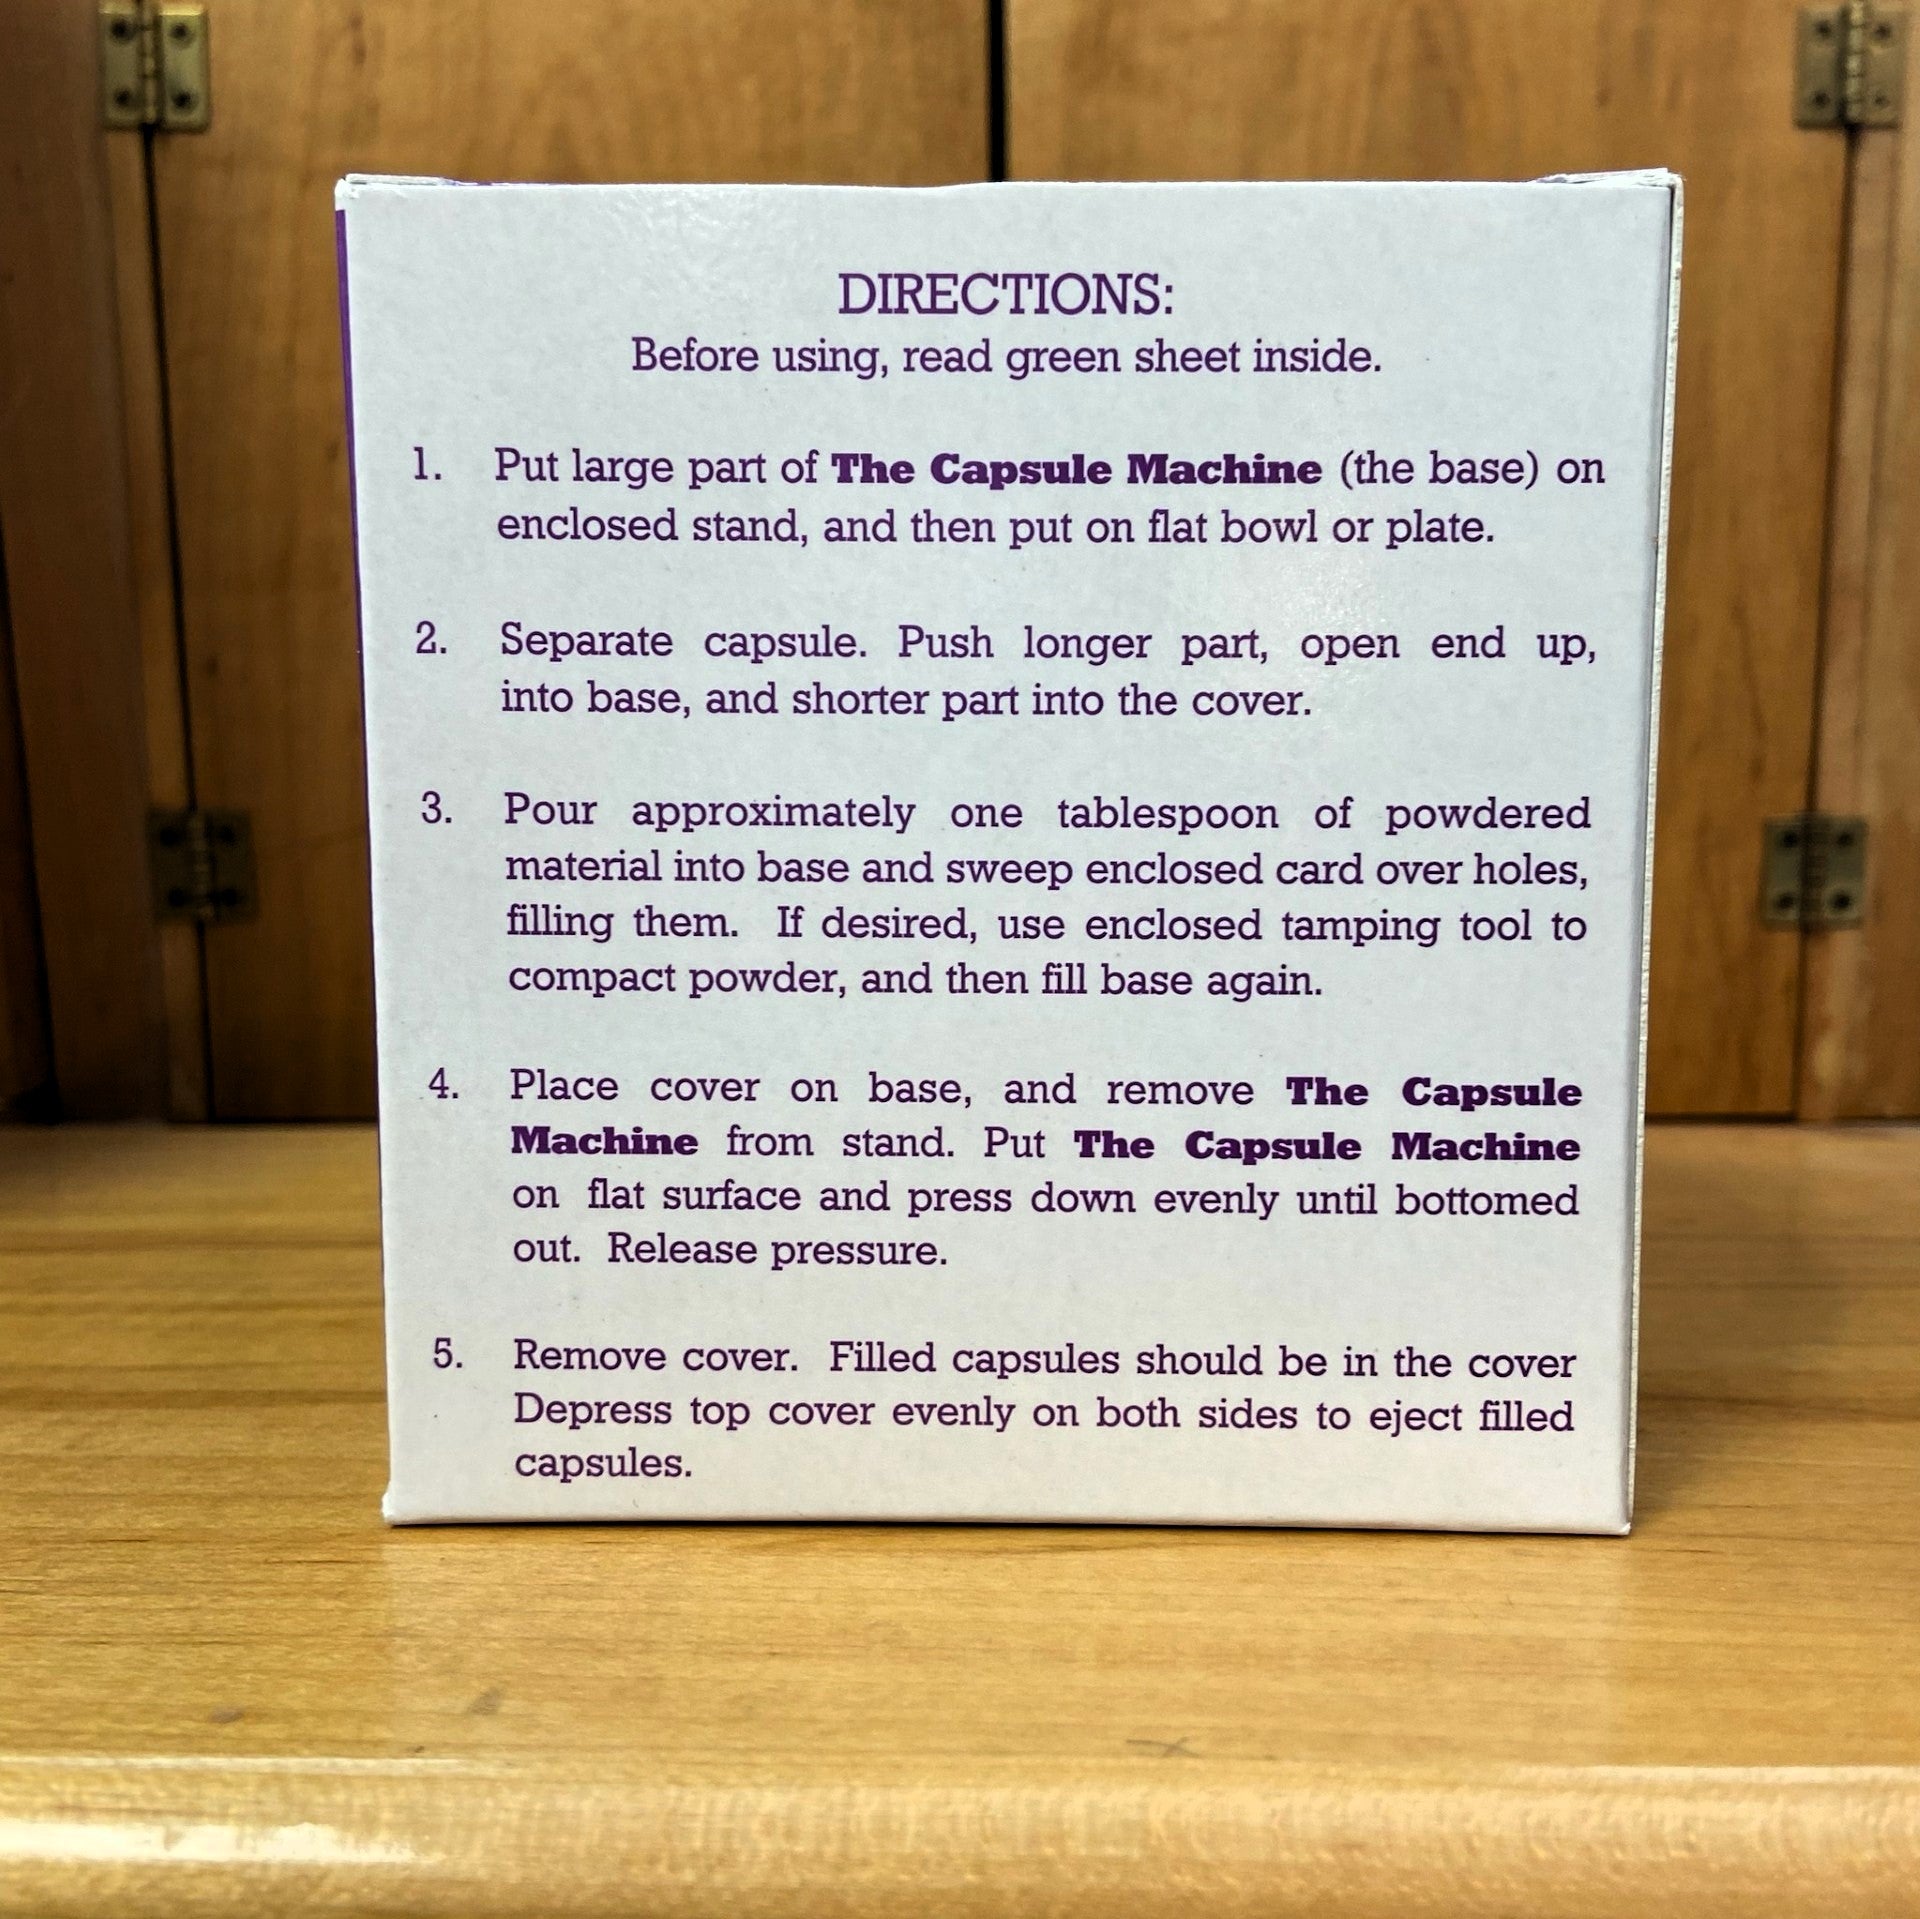 DIRECTIONS:
Before using, read green sheet inside.
1. Put large part of The Capsule Machine (the base) on
enclosed stand, and then put on flat bowl or plate.
2. Separate capsule. Push longer part, open end up,
into base, and shorter part into the cover.
3. Pour approximately one tablespoon of powdered
material into base and sweep enclosed card over holes,
filling them. If desired, use enclosed tamping tool to
compact powder, and then fill base again.
4. Place cover on base, and remove The Capsule
Machine from stand. Put The Capsule Machine
on flat surface and press down evenly until bottomed
out. Release pressure.
5. Remove cover. Filled capsules should be in the cover
Depress top cover evenly on both sides to eject filled
capsules.